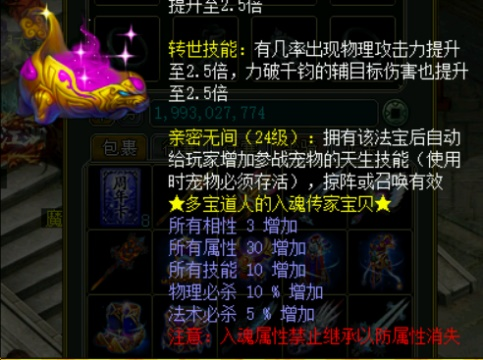 提升至2.5倍
转世技能：有几率出现物理攻击力提升
至2.5倍，力破千钧的辅目标伤害也提升
至2.5倍
1,993,027,774
亲密无间（24级）：拥有该法宝后自动
给玩家增加参战宠物的天生技能（使用
时宠物必须存活），掠阵或召唤有效
包裹
★多宝道人的入魂传家宝贝★
周年卡
8
魔
所有相性 3 增加
所有属性 30 增加
所有技能 10 增加
物理必杀 10 % 增加
法术必杀 5 % 增加
注意：入魂属性禁止继承以防属性消失